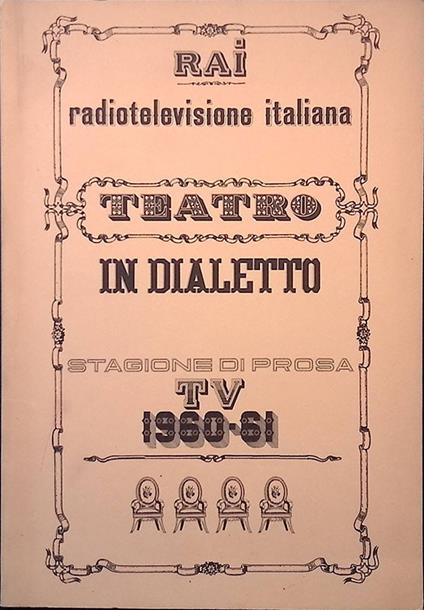 RAi
radiotelevisione italiana
TEATRO
IN DIALETTO
STAGIONE DI PROSA
TV
1960-61